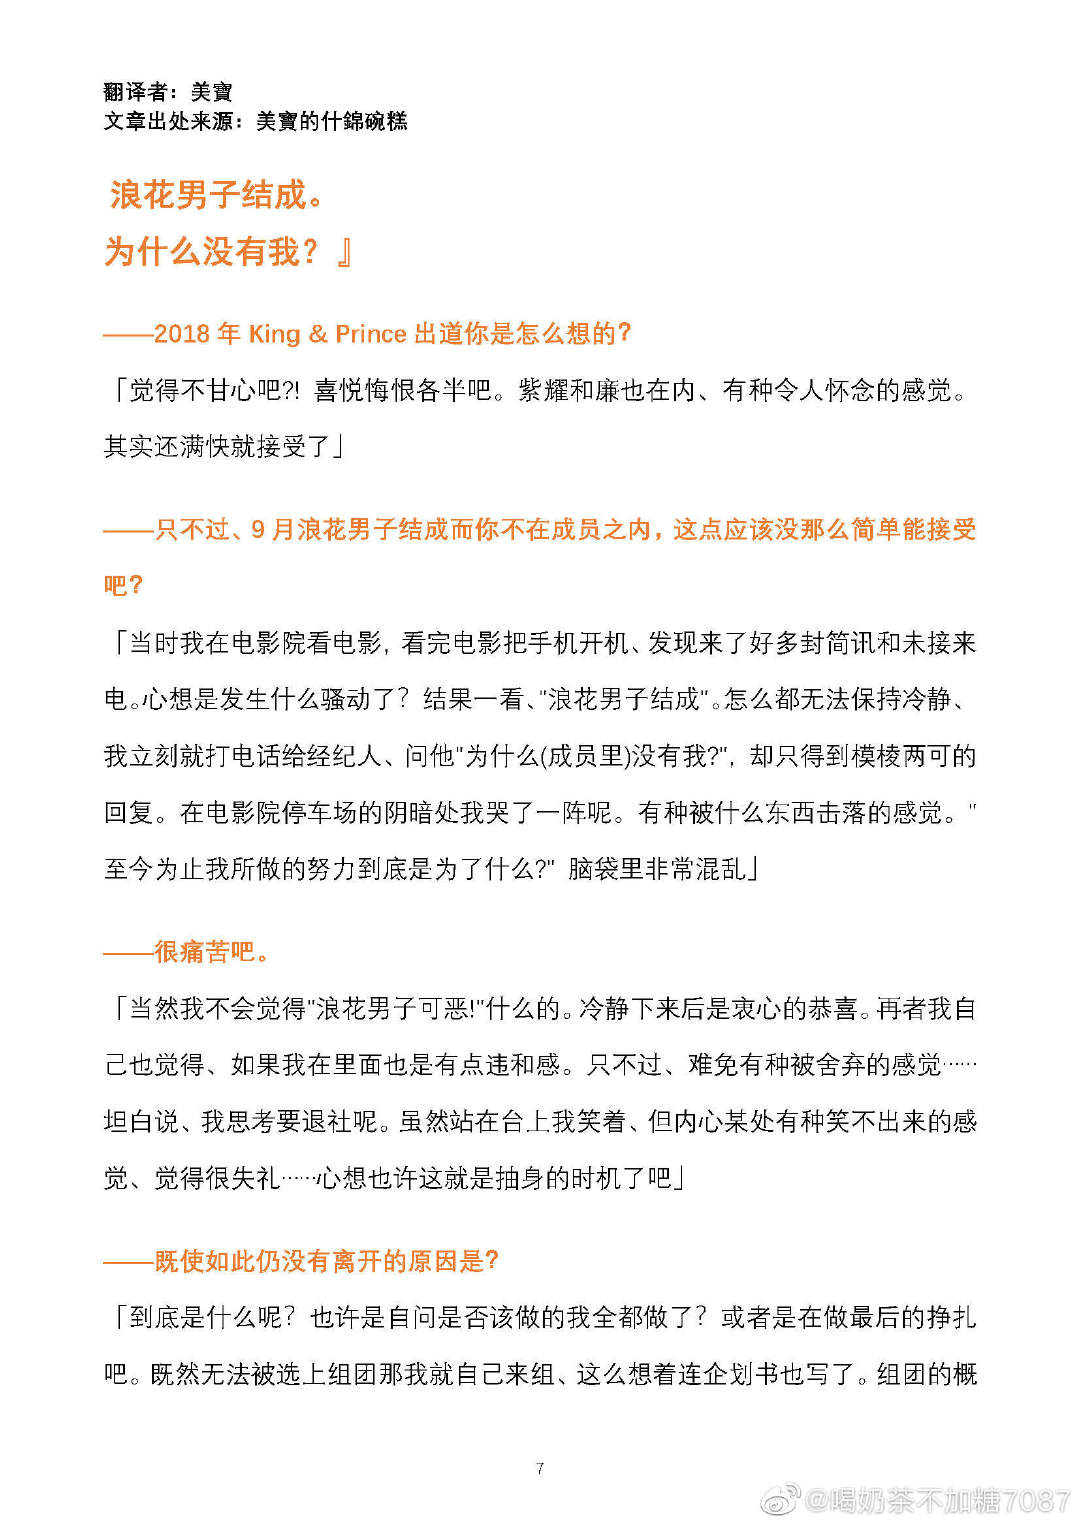 翻译者：美寶
文章出处来源：美寶的什錦碗糕
浪花男子结成。
为什么没有我？』
——2018 年 King & Prince 出道你是怎么想的？
「觉得不甘心吧?! 喜悦悔恨各半吧。紫耀和廉也在内、有种令人怀念的感觉。
其实还满快就接受了」
——只不过、9 月浪花男子结成而你不在成员之内，这点应该没那么简单能接受
吧？
「当时我在电影院看电影，看完电影把手机开机、发现来了好多封简讯和未接来
电。心想是发生什么骚动了？结果一看、"浪花男子结成"。怎么都无法保持冷静、
我立刻就打电话给经纪人、问他"为什么(成员里)没有我?"，却只得到模棱两可的
回复。在电影院停车场的阴暗处我哭了一阵呢。有种被什么东西击落的感觉。"
至今为止我所做的努力到底是为了什么?" 脑袋里非常混乱」
——很痛苦吧。
「当然我不会觉得"浪花男子可恶!"什么的。冷静下来后是衷心的恭喜。再者我自
己也觉得、如果我在里面也是有点违和感。只不过、难免有种被舍弃的感觉……
坦白说、我思考要退社呢。虽然站在台上我笑着、但内心某处有种笑不出来的感
觉、觉得很失礼……心想也许这就是抽身的时机了吧」
——既使如此仍没有离开的原因是？
「到底是什么呢？也许是自问是否该做的我全都做了？或者是在做最后的挣扎
吧。既然无法被选上组团那我就自己来组、这么想着连企划书也写了。组团的概
7
@喝奶茶不加糖7087